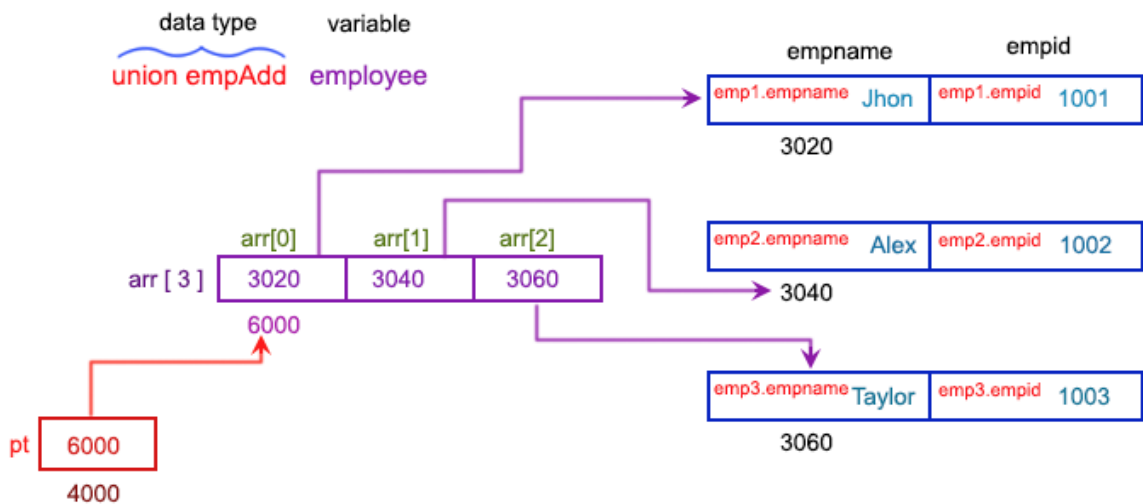 data type variable
union empAdd employee
empname empid
emp1.empname Jhon emp1.empid 1001
3020
arr[0] arr[1] arr[2]
arr [ 3 ] 3020 3040 3060
6000
emp2.empname Alex emp2.empid 1002
3040
emp3.empname Taylor emp3.empid 1003
3060
pt 6000
4000